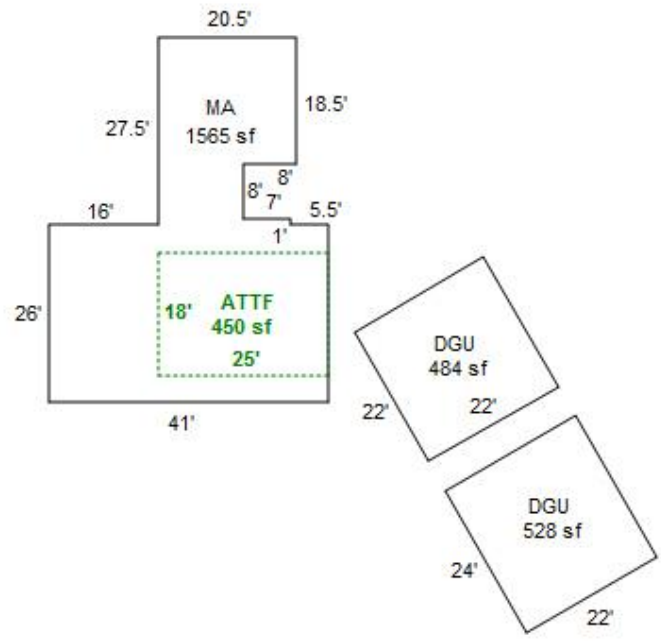 20.5'
MA
1565 sf
18.5'
27.5'
8'
8'
7'
16'
5.5'
1'
26'
18'
ATTF
450 sf
25'
41'
DGU
484 sf
22'
22'
DGU
528 sf
24'
22'